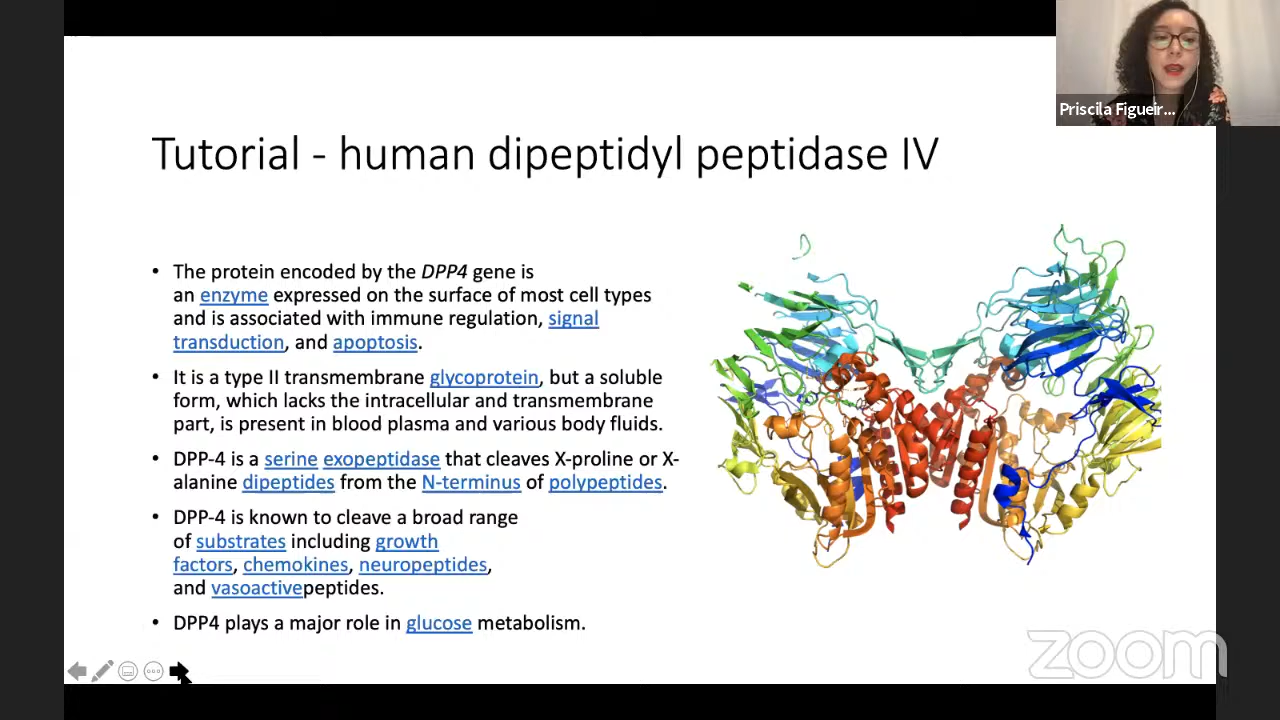 Priscila Figueir...
Tutorial - human dipeptidyl peptidase IV
• The protein encoded by the DPP4 gene is
an enzyme expressed on the surface of most cell types
and is associated with immune regulation, signal
transduction, and apoptosis.
• It is a type II transmembrane glycoprotein, but a soluble
form, which lacks the intracellular and transmembrane
part, is present in blood plasma and various body fluids.
• DPP-4 is a serine exopeptidase that cleaves X-proline or X-
alanine dipeptides from the N-terminus of polypeptides.
• DPP-4 is known to cleave a broad range
of substrates including growth
factors, chemokines, neuropeptides,
and vasoactivepeptides.
• DPP4 plays a major role in glucose metabolism.
zoom